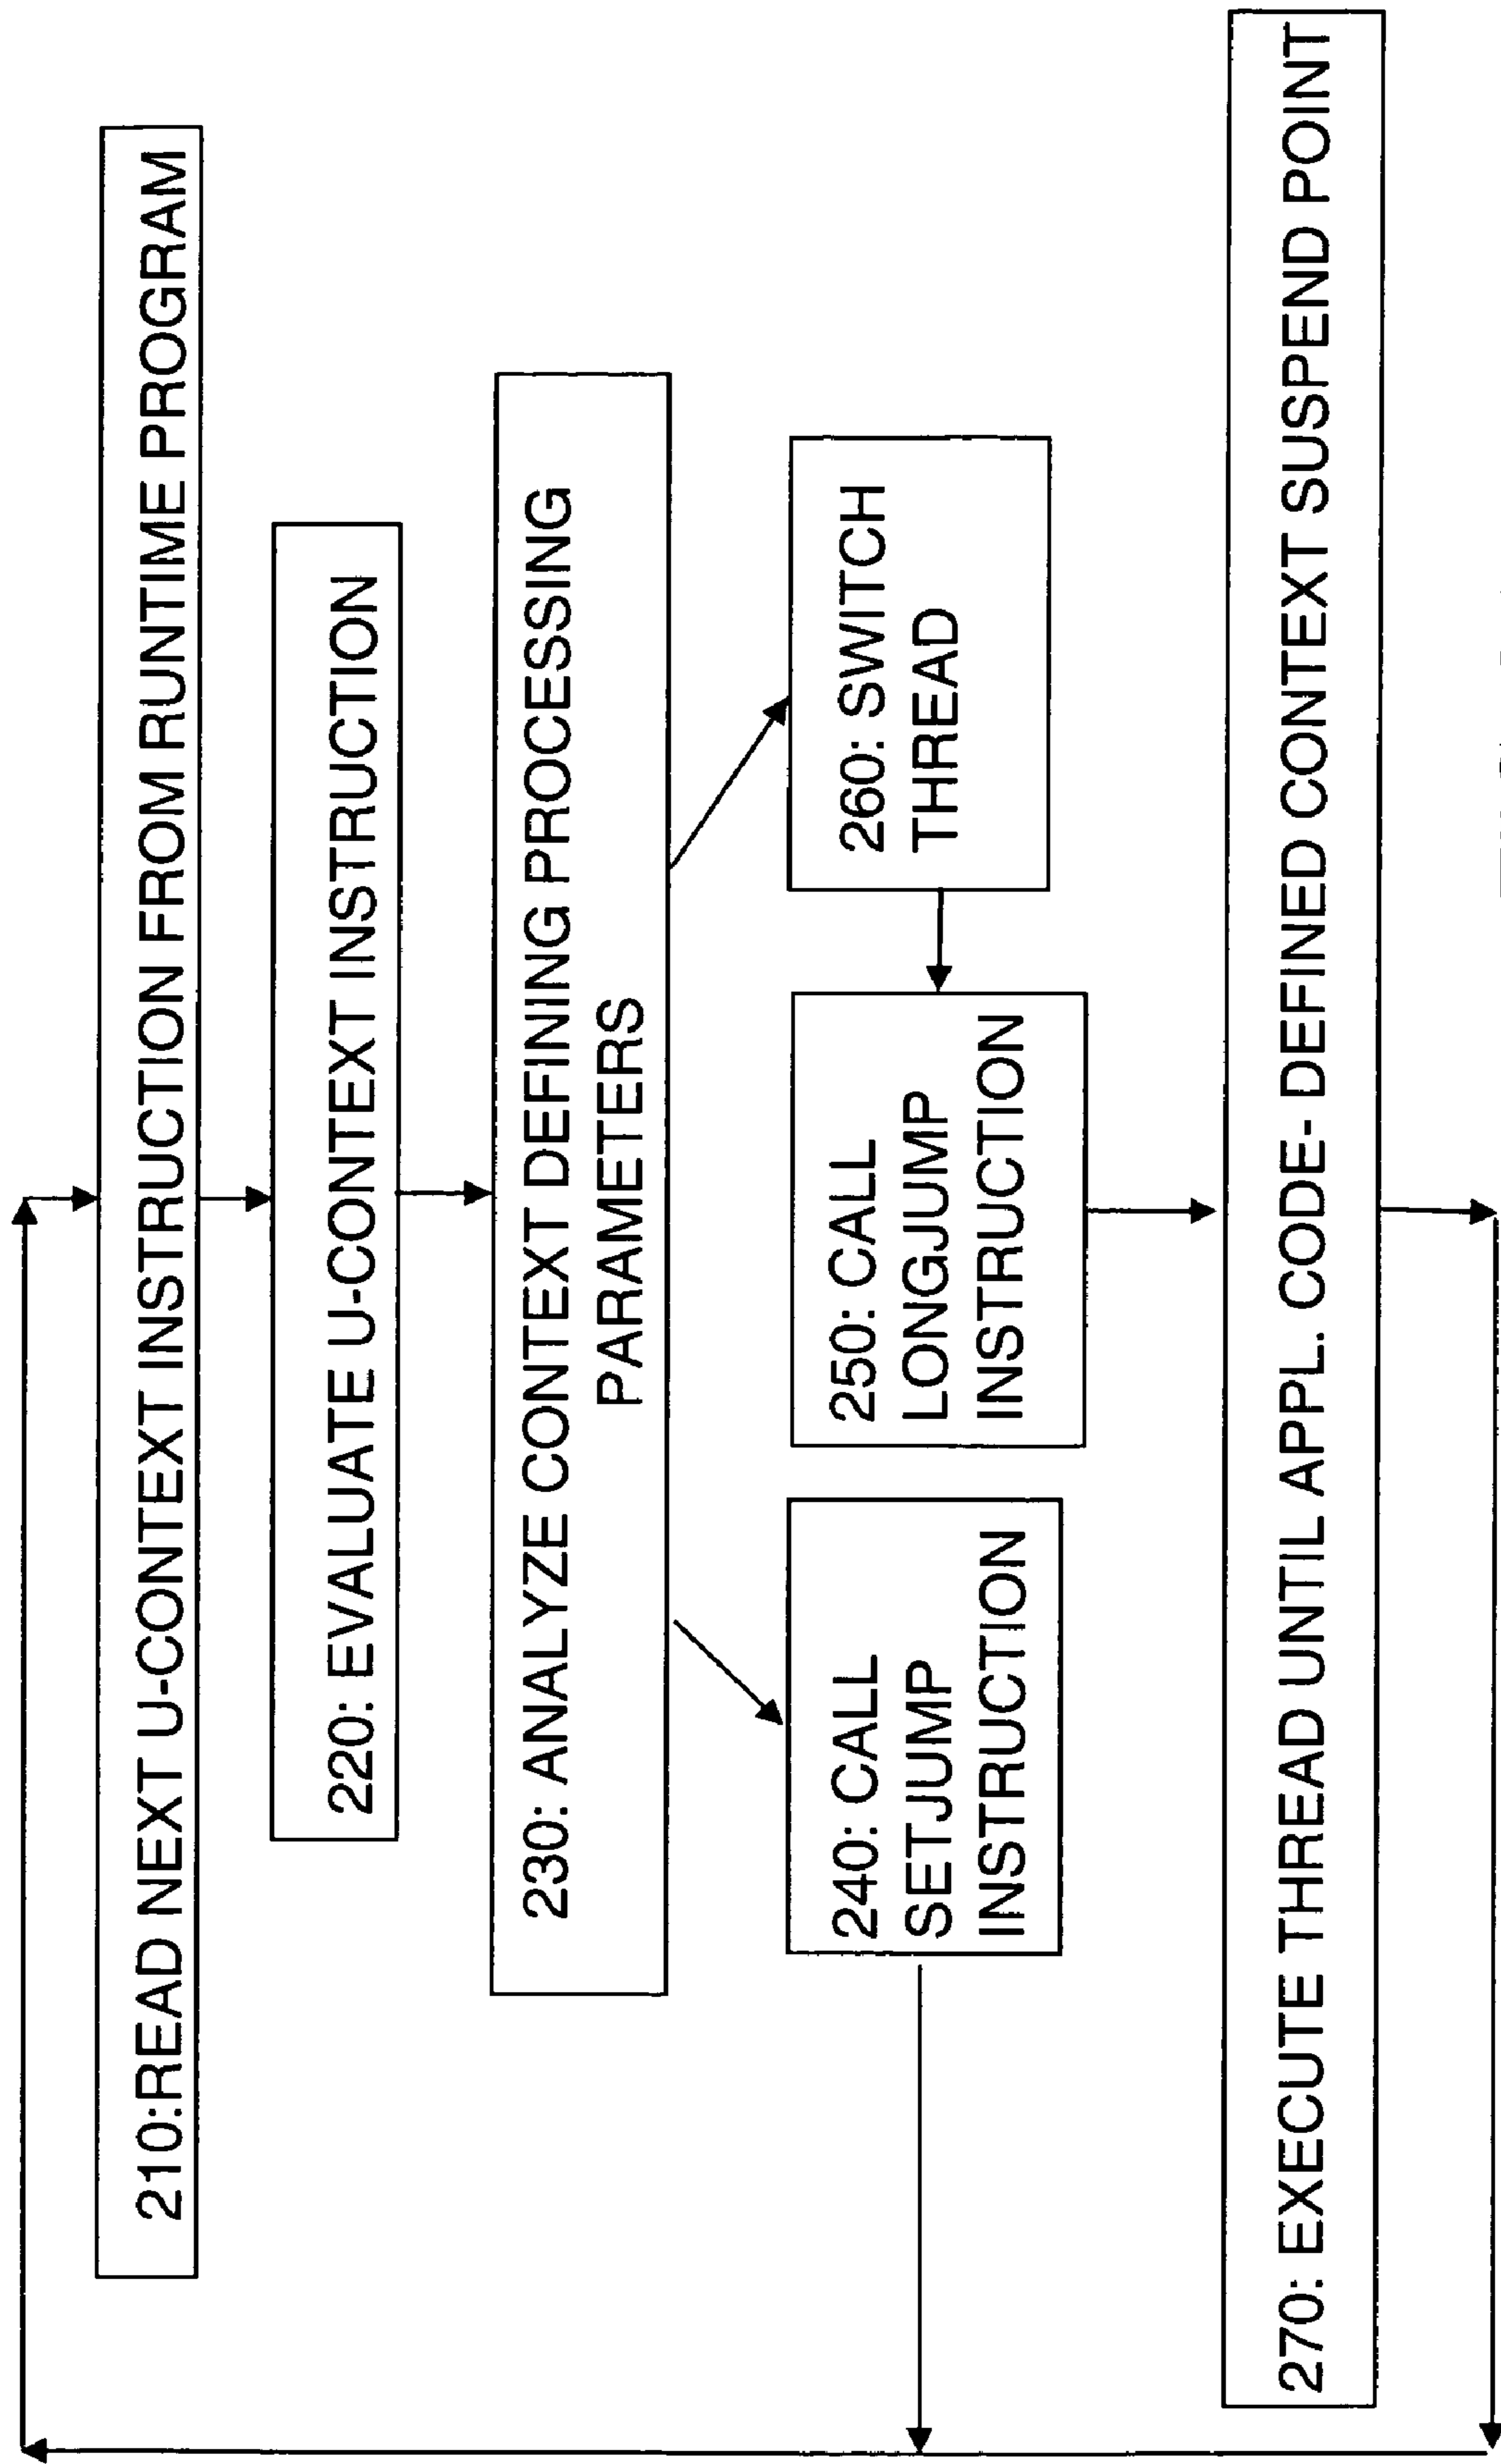 210:READ NEXT U-CONTEXT INSTRUCTION FROM RUNTIME PROGRAM
220: EVALUATE U-CONTEXT INSTRUCTION
230: ANALYZE CONTEXT DEFINING PROCESSING
PARAMETERS
240: CALL
SETJUMP
INSTRUCTION
250: CALL
LONGJUMP
INSTRUCTION
260: SWITCH
THREAD
270: EXECUTE THREAD UNTIL APPL. CODE- DEFINED CONTEXT SUSPEND POINT